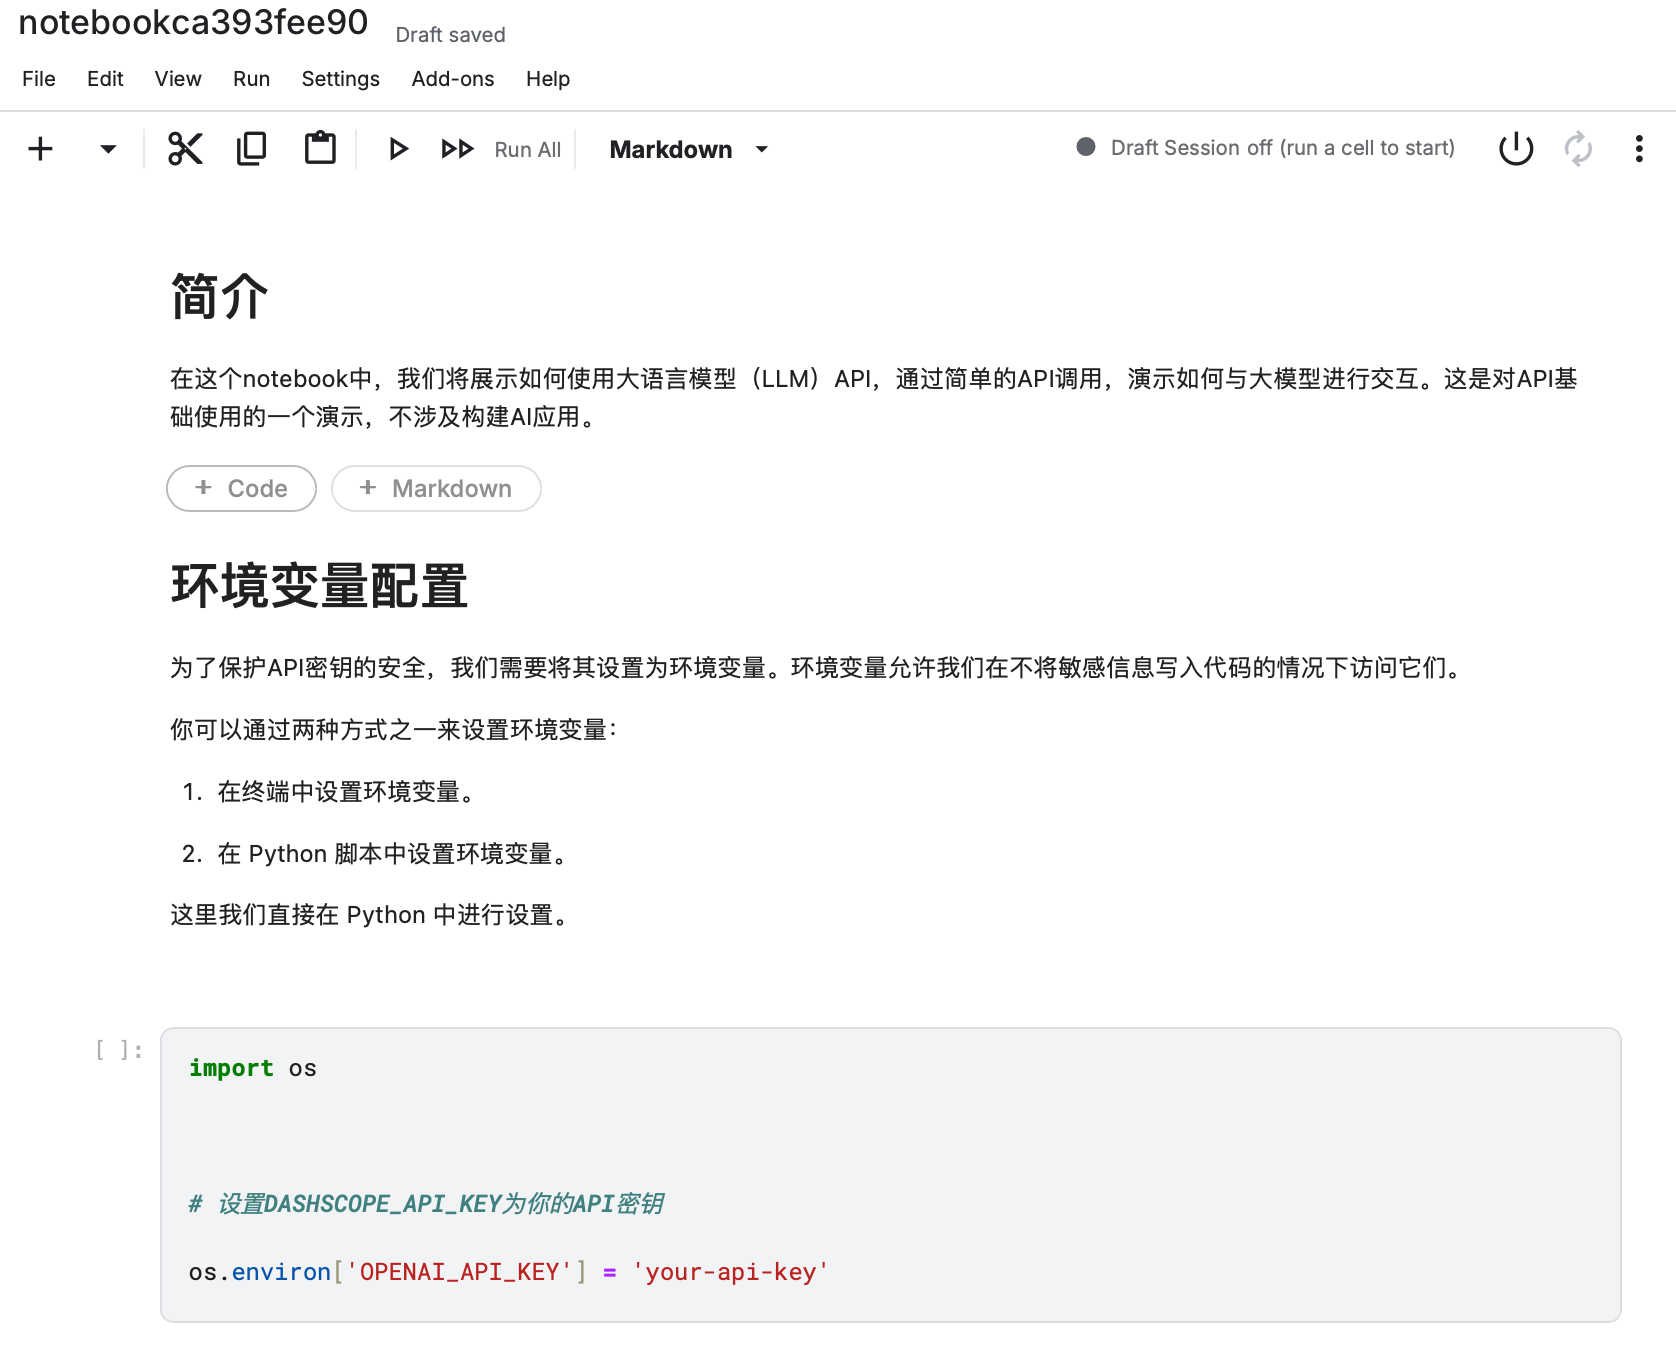 notebookca393fee90 Draft saved
File Edit View Run Settings Add-ons Help
Run All Markdown Draft Session off (run a cell to start)
简介
在这个notebook中，我们将展示如何使用大语言模型（LLM）API，通过简单的API调用，演示如何与大模型进行交互。这是对API基
础使用的一个演示，不涉及构建AI应用。
+ Code + Markdown
环境变量配置
为了保护API密钥的安全，我们需要将其设置为环境变量。环境变量允许我们在不将敏感信息写入代码的情况下访问它们。
你可以通过两种方式之一来设置环境变量：
1. 在终端中设置环境变量。
2. 在 Python 脚本中设置环境变量。
这里我们直接在 Python 中进行设置。
[ ]:
import os
# 设置DASHSCOPE_API_KEY为你的API密钥
os.environ['OPENAI_API_KEY'] = 'your-api-key'